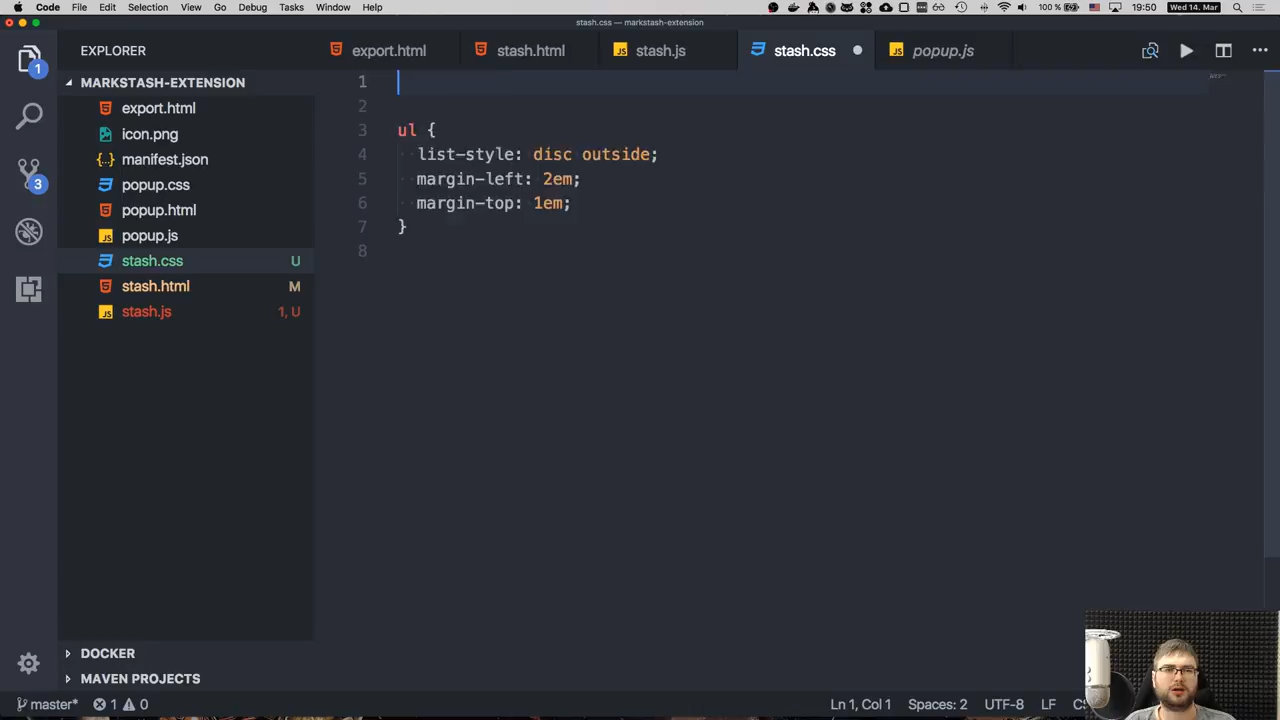 Code File Edit Selection View Go Debug Tasks Window Help 100 % 19:50 Wed 14. Mar
stash.css — markstash-extension
EXPLORER
export.html stash.html stash.js stash.css popup.js
MARKSTASH-EXTENSION
export.html
icon.png
{..} manifest.json
popup.css
popup.html
JS popup.js
stash.css U
stash.html M
JS stash.js 1, U
DOCKER
MAVEN PROJECTS
1
3
1
2
3 ul {
4 list-style: disc outside;
5 margin-left: 2em;
6 margin-top: 1em;
7 }
8
master* 1 0 Ln 1, Col 1 Spaces: 2 UTF-8 LF